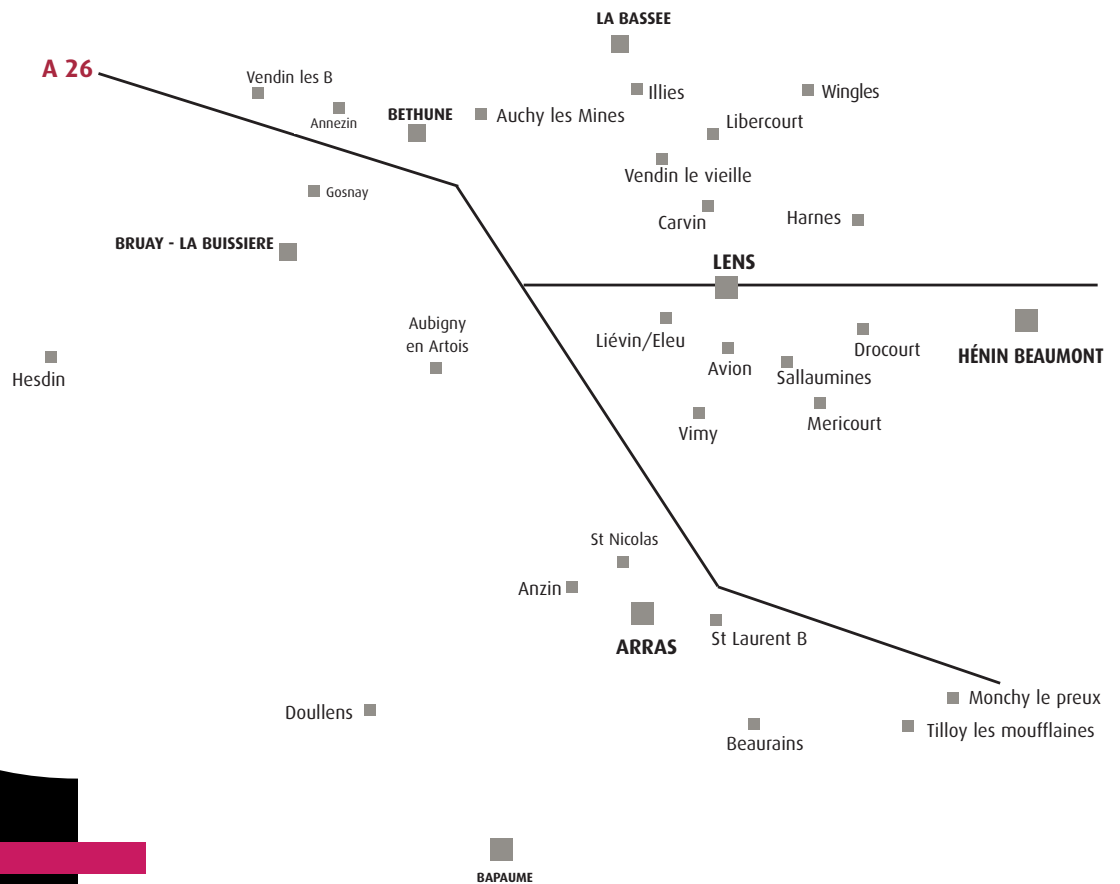 LA BASSEE
A 26
Vendin les B
Illies
Wingles
Annezin
BETHUNE
Auchy les Mines
Libercourt
Vendin le vieille
Gosnay
Carvin
Harnes
BRUAY - LA BUISSIERE
LENS
Aubigny
en Artois
Liévin/Eleu
Drocourt
HÉNIN BEAUMONT
Avion
Hesdin
Sallaumines
Vimy
Mericourt
St Nicolas
Anzin
ARRAS
St Laurent B
Monchy le preux
Doullens
Tilloy les moufflaines
Beaurains
BAPAUME